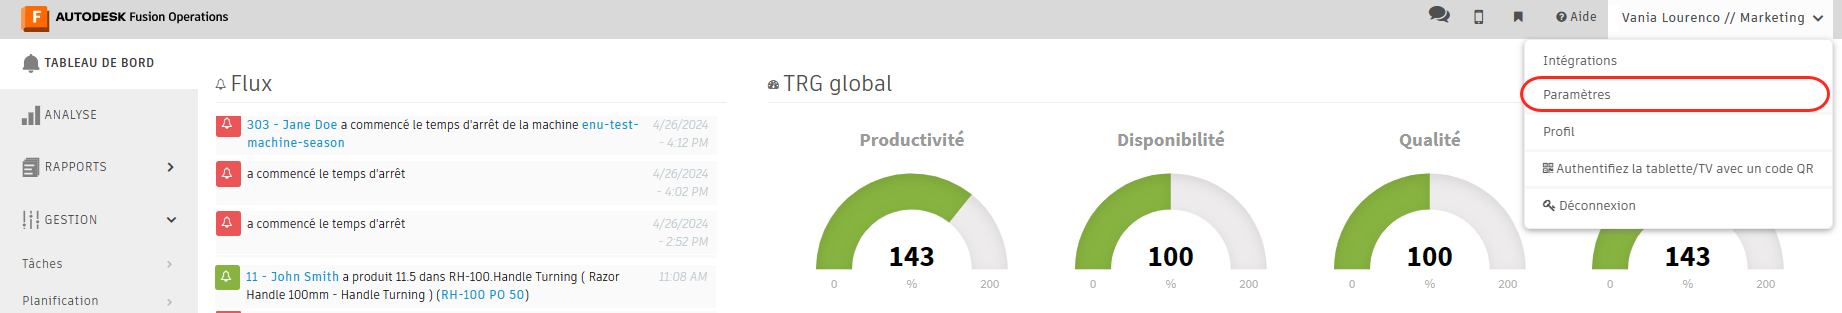 AUTODESK Fusion Operations
Aide
Vania Lourenco // Marketing
TABLEAU DE BORD
ANALYSE
RAPPORTS
GESTION
Tâches
Planification
Flux
303 - Jane Doe a commencé le temps d'arrêt de la machine enu-test-
machine-season
4/26/2024
- 4:12 PM
a commencé le temps d'arrêt
4/26/2024
- 4:02 PM
a commencé le temps d'arrêt
4/26/2024
- 2:52 PM
11 - John Smith a produit 11.5 dans RH-100.Handle Turning ( Razor
Handle 100mm - Handle Turning ) (RH-100 PO 50)
11:08 AM
TRG global
Productivité
143
0 % 200
Disponibilité
100
0 % 200
Qualité
100
0 % 200
143
0 % 200
Intégrations
Paramètres
Profil
Authentifiez la tablette/TV avec un code QR
Déconnexion